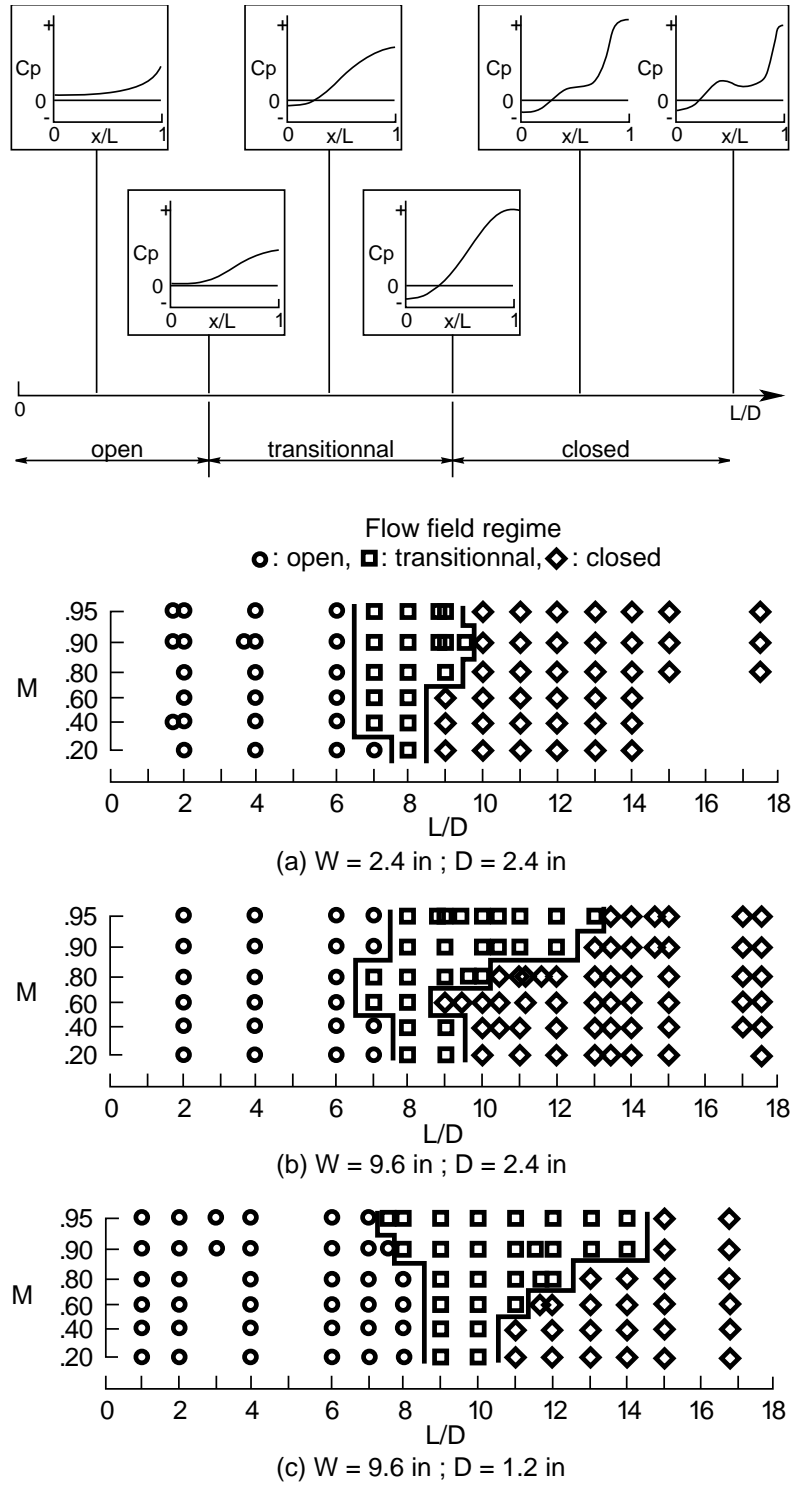 +
Cp
0
-
0
x/L
1
+
Cp
0
-
0
x/L
1
+
Cp
0
-
0
x/L
1
+
Cp
0
-
0
x/L
1
+
Cp
0
-
0
x/L
1
+
Cp
0
-
0
x/L
1
0
L/D
open
transitionnal
closed
Flow field regime
: open, : transitionnal, : closed
.95
.90
.80
M
.60
.40
.20
0 2 4 6 8 10 12 14 16 18
L/D
(a) W = 2.4 in ; D = 2.4 in
.95
.90
.80
M
.60
.40
.20
0 2 4 6 8 10 12 14 16 18
L/D
(b) W = 9.6 in ; D = 2.4 in
.95
.90
.80
M
.60
.40
.20
0 2 4 6 8 10 12 14 16 18
L/D
(c) W = 9.6 in ; D = 1.2 in